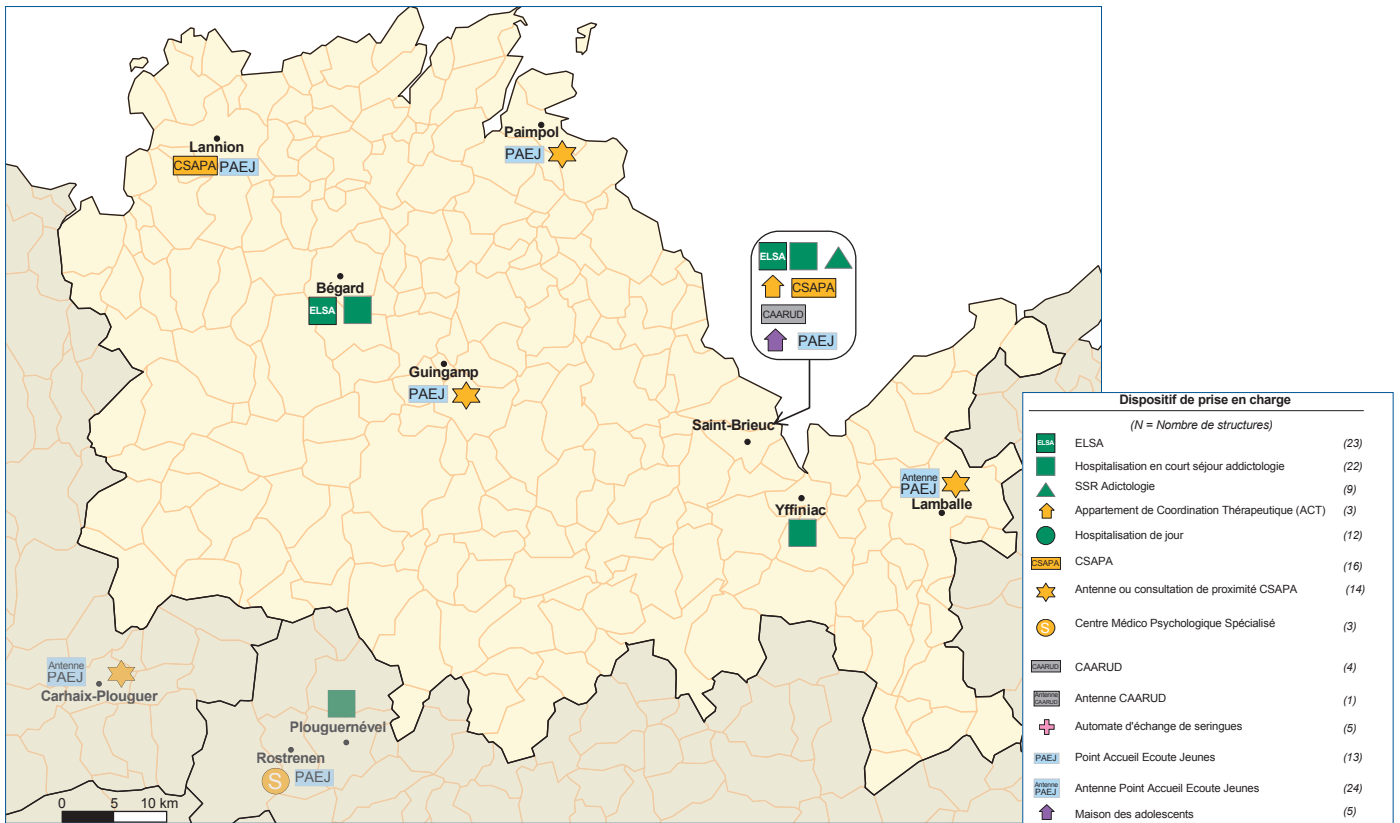 Paimpol
PAEJ
Lannion
CSAPA PAEJ
ELSA
CSAPA
CAARUD
PAEJ
Bégard
ELSA
Guingamp
PAEJ
Saint-Brieuc
Antenne
PAEJ
Lamballe
Yffiniac
Antenne
PAEJ
Carhaix-Plouguer
Plouguernével
Rostrenen
S PAEJ
0 5 10 km
Dispositif de prise en charge
(N = Nombre de structures)
ELSA ELSA (23)
Hospitalisation en court séjour addictologie (22)
SSR Adictologie (9)
Appartement de Coordination Thérapeutique (ACT) (3)
Hospitalisation de jour (12)
CSAPA CSAPA (16)
Antenne ou consultation de proximité CSAPA (14)
S Centre Médico Psychologique Spécialisé (3)
CAARUD CAARUD (4)
Antenne CAARUD Antenne CAARUD (1)
Automate d'échange de seringues (5)
PAEJ Point Accueil Ecoute Jeunes (13)
Antenne PAEJ Antenne Point Accueil Ecoute Jeunes (24)
Maison des adolescents (5)